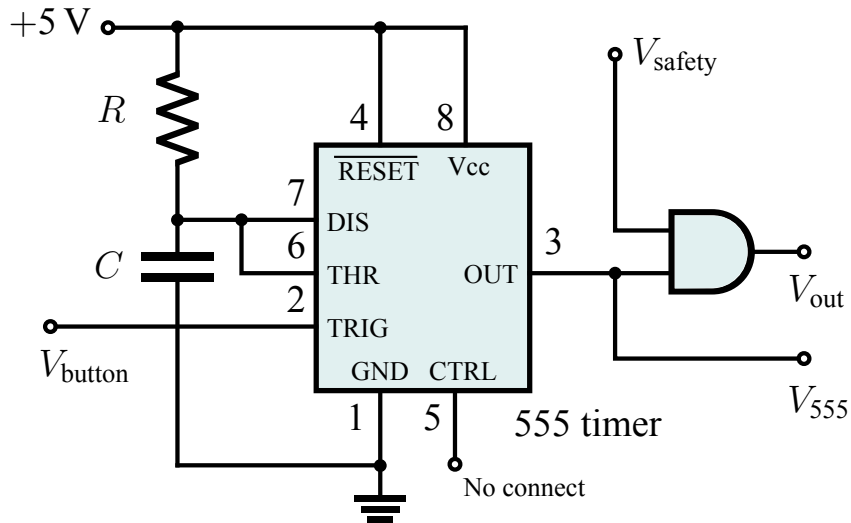 +5 V
V_safety
R
4
8
RESET
Vcc
7
DIS
3
C
6
THR
OUT
V_out
2
TRIG
V_button
GND
CTRL
V_555
1
5
555 timer
No connect